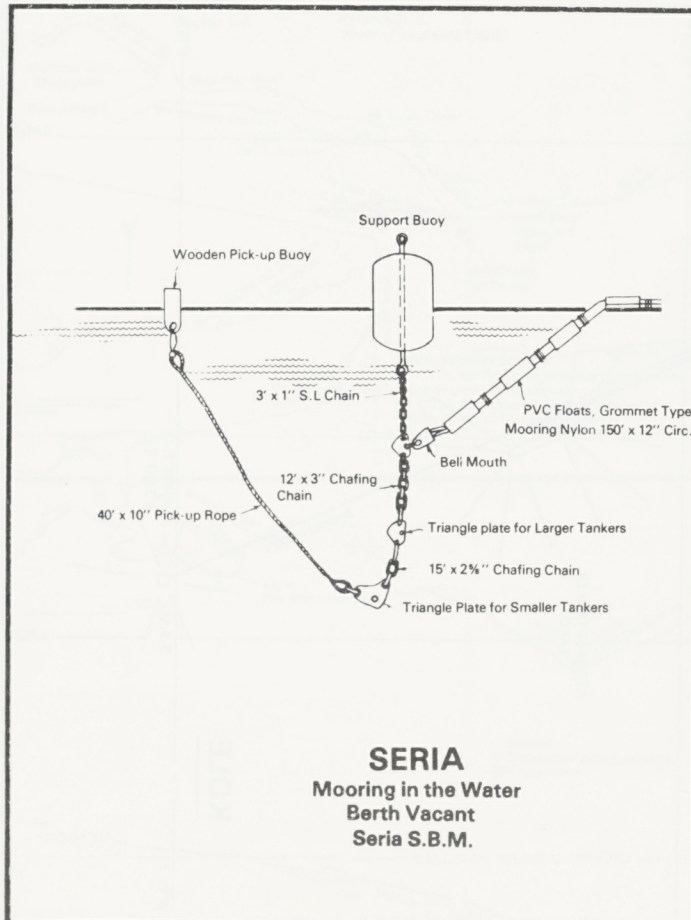 Support Buoy
Wooden Pick-up Buoy
3' x 1'' S.L Chain
PVC Floats, Grommet Type
Mooring Nylon 150' x 12'' Circ.
Beli Mouth
12' x 3'' Chafing
Chain
40' x 10'' Pick-up Rope
Triangle plate for Larger Tankers
15' x 2⅝'' Chafing Chain
Triangle Plate for Smaller Tankers
SERIA
Mooring in the Water
Berth Vacant
Seria S.B.M.